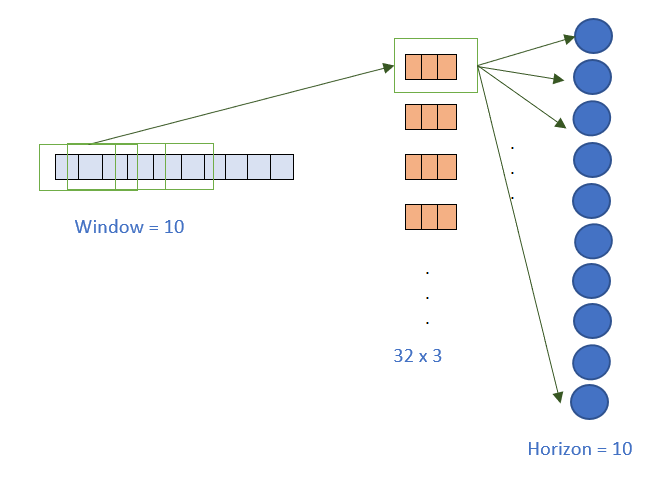 Window = 10
32 x 3
Horizon = 10